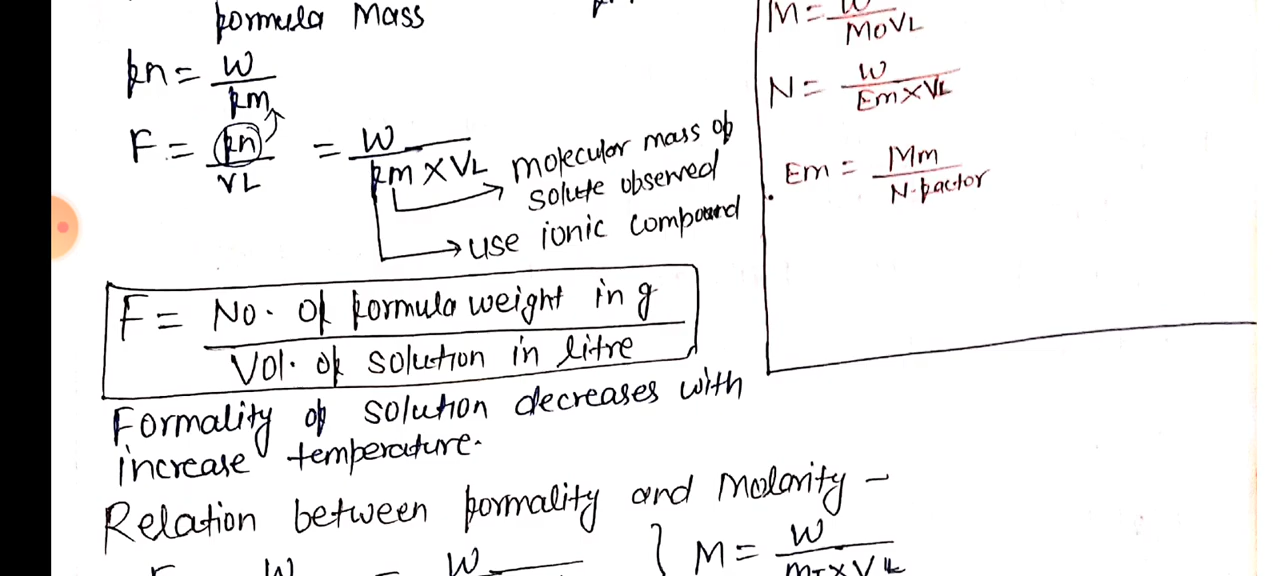 formula Mass
fn = W / fm
F = fn / VL = W / fm × VL
molecular mass of
solute observed
use ionic compound
F = No. of formula weight in g / Vol. of solution in litre
Formality of solution decreases with
increase temperature.
Relation between formality and Molarity -
W = W
M = W / mT × VL
M = W / Mo VL
N = W / Em × VL
Em = Mm / N-factor